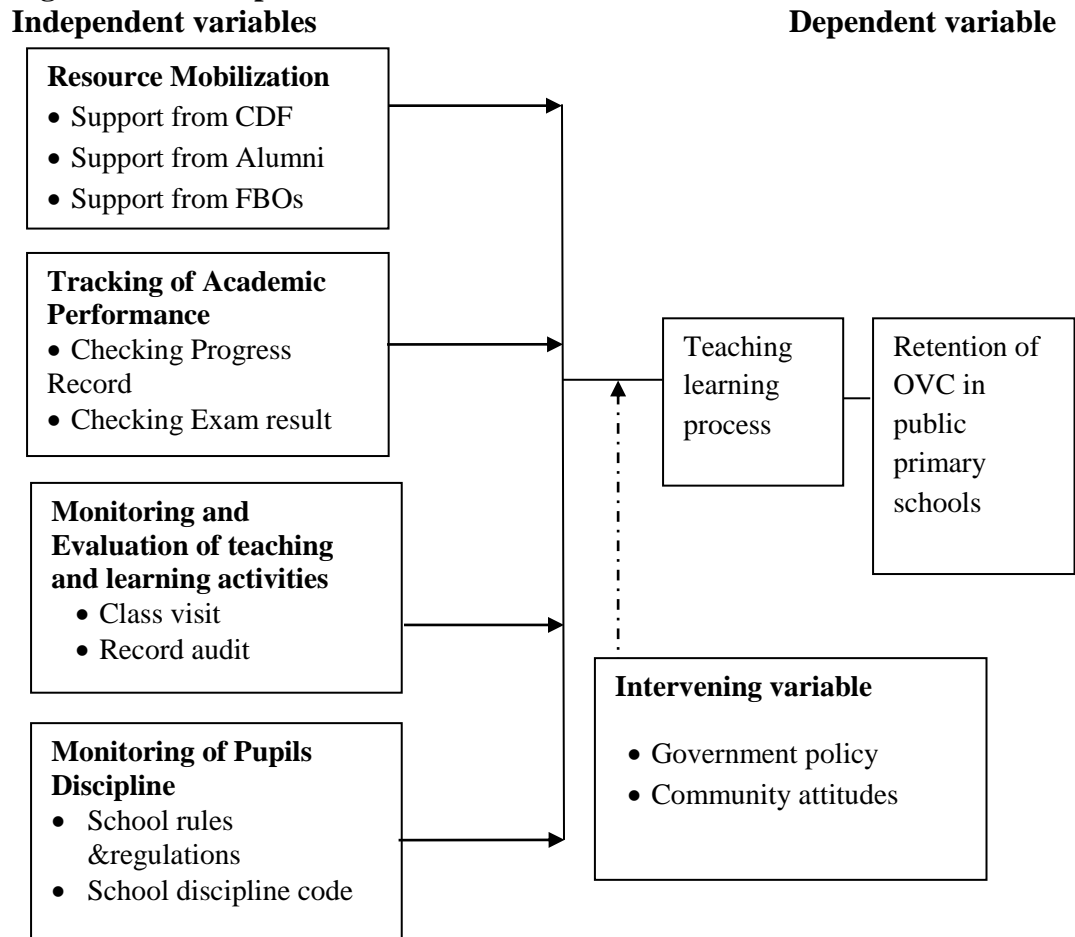 Independent variables
Dependent variable
Resource Mobilization
• Support from CDF
• Support from Alumni
• Support from FBOs
Tracking of Academic
Performance
• Checking Progress
Record
• Checking Exam result
Monitoring and
Evaluation of teaching
and learning activities
• Class visit
• Record audit
Monitoring of Pupils
Discipline
• School rules
&regulations
• School discipline code
Teaching
learning
process
Retention of
OVC in
public
primary
schools
Intervening variable
• Government policy
• Community attitudes